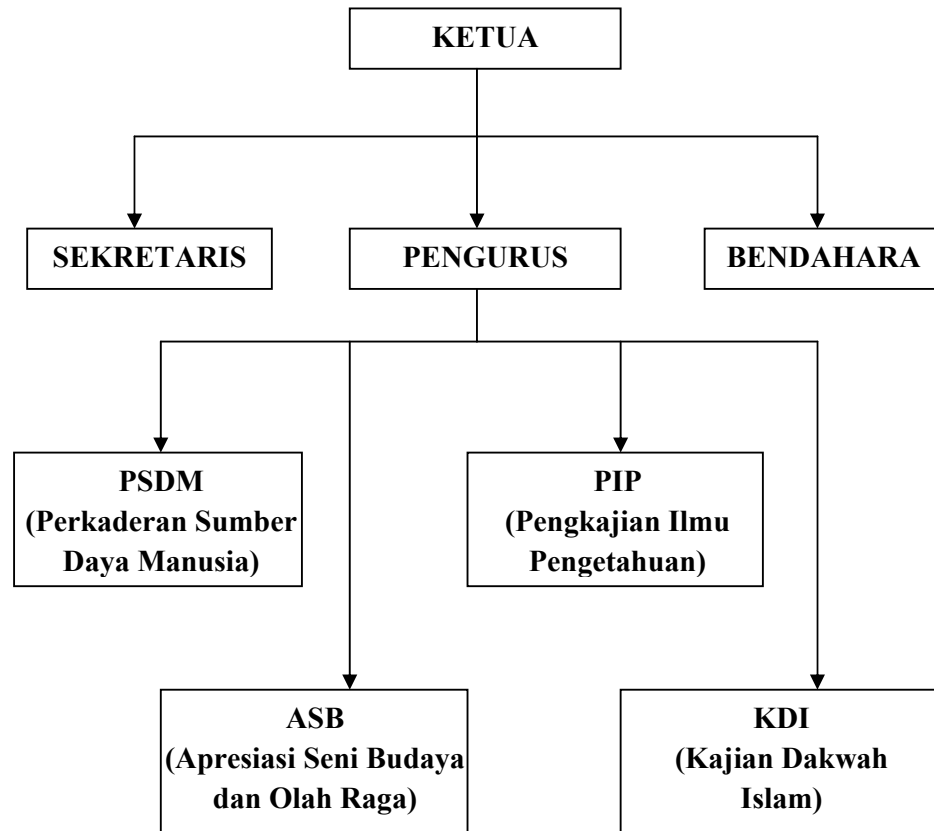 KETUA
SEKRETARIS
PENGURUS
BENDAHARA
PSDM
(Perkaderan Sumber
Daya Manusia)
PIP
(Pengkajian Ilmu
Pengetahuan)
ASB
(Apresiasi Seni Budaya
dan Olah Raga)
KDI
(Kajian Dakwah
Islam)